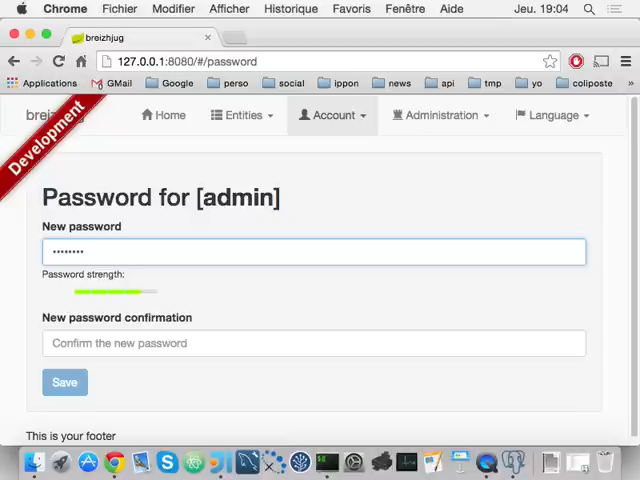 Chrome Fichier Modifier Afficher Historique Favoris Fenêtre Aide Jeu. 19:04
breizhjug
127.0.0.1:8080/#/password
Applications GMail Google perso social ippon news api tmp yo coliposte »
Home Entities Account Administration Language
Development
Password for [admin]
New password
••••••••
Password strength:
New password confirmation
Confirm the new password
Save
This is your footer